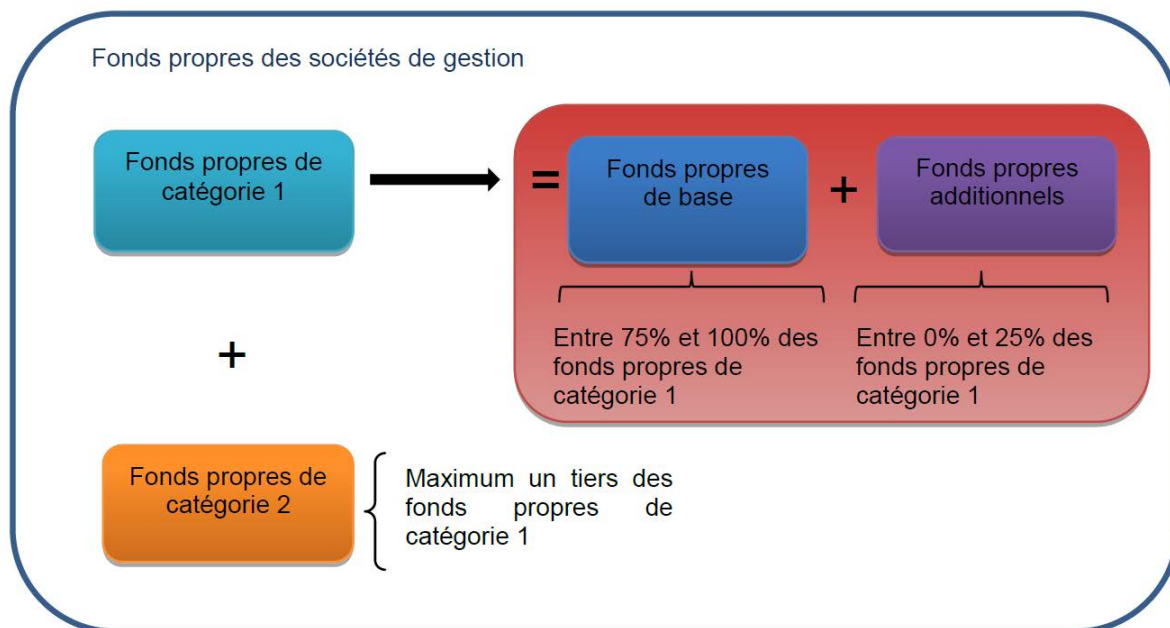 Fonds propres des sociétés de gestion
Fonds propres de
catégorie 1
=
Fonds propres
de base
+
Fonds propres
additionnels
Entre 75% et 100% des
fonds propres de
catégorie 1
Entre 0% et 25% des
fonds propres de
catégorie 1
+
Fonds propres de
catégorie 2
Maximum un tiers des
fonds propres de
catégorie 1